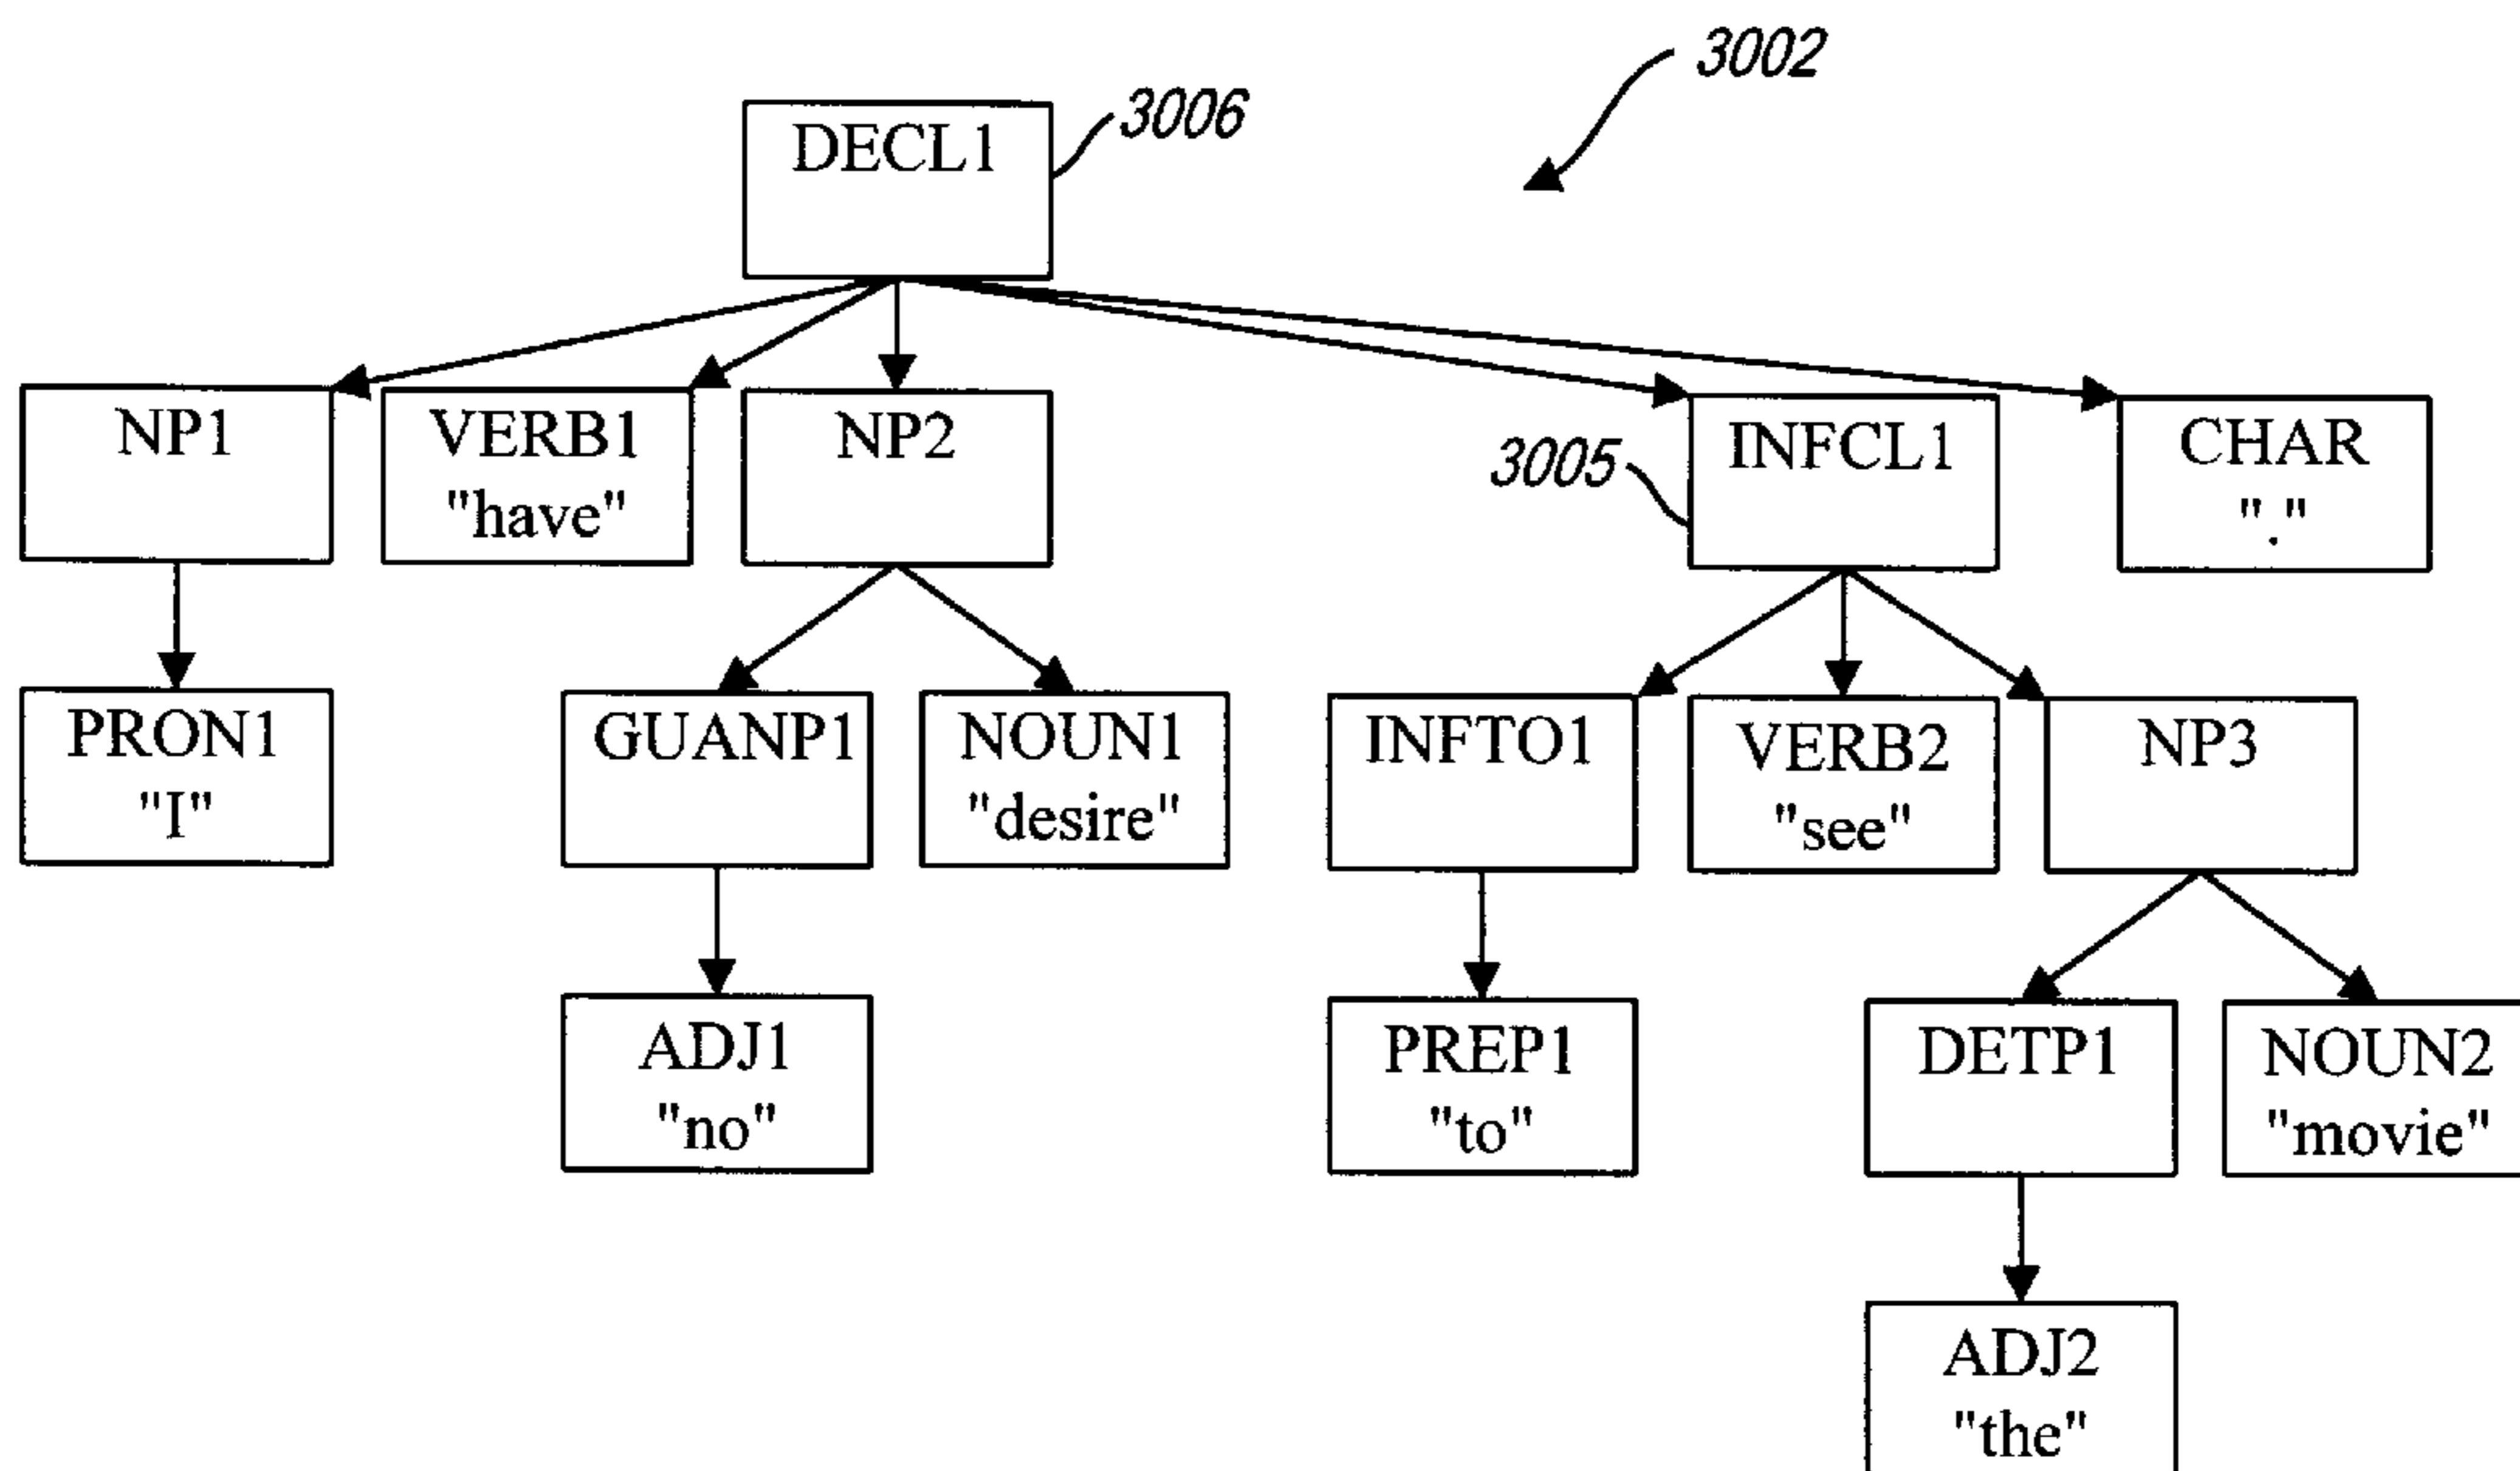 3002
3006
DECL1
NP1
VERB1
"have"
NP2
3005
INFCL1
CHAR
"."
PRON1
"I"
GUANP1
NOUN1
"desire"
INFTO1
VERB2
"see"
NP3
ADJ1
"no"
PREP1
"to"
DETP1
NOUN2
"movie"
ADJ2
"the"